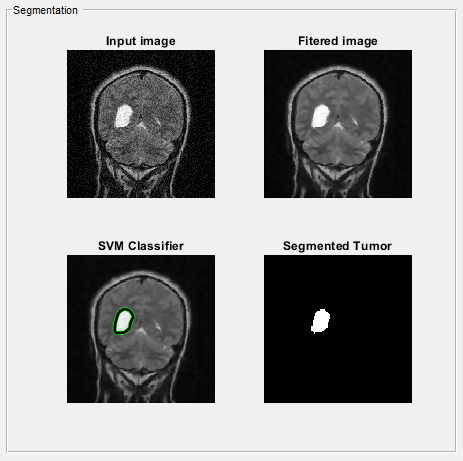 Segmentation
Input image
Fitered image
SVM Classifier
Segmented Tumor